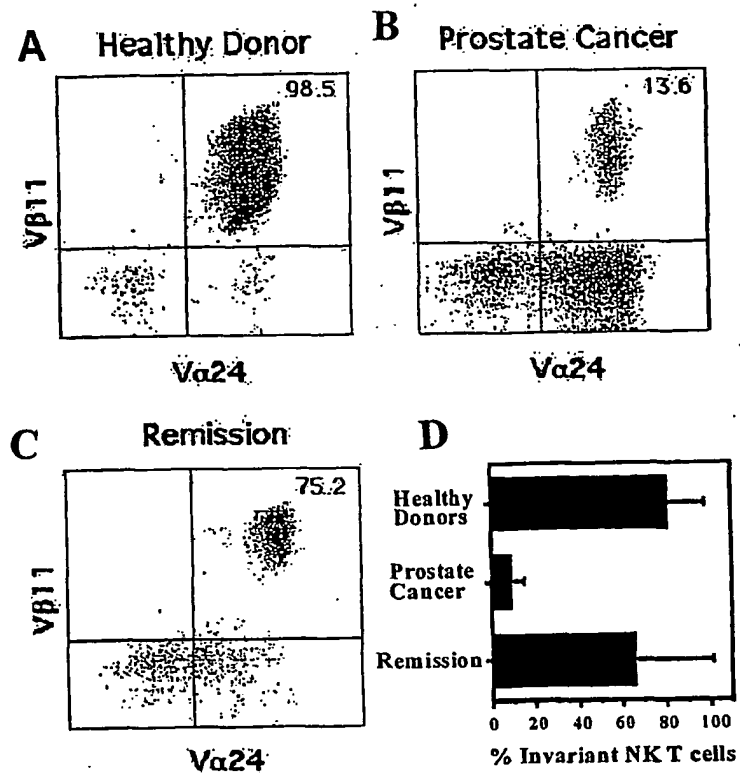 A Healthy Donor
98.5
Vβ11
Vα24
B Prostate Cancer
13.6
Vβ11
Vα24
C Remission
75.2
Vβ11
Vα24
D
Healthy
Donors
Prostate
Cancer
Remission
0 20 40 60 80 100
% Invariant NKT cells